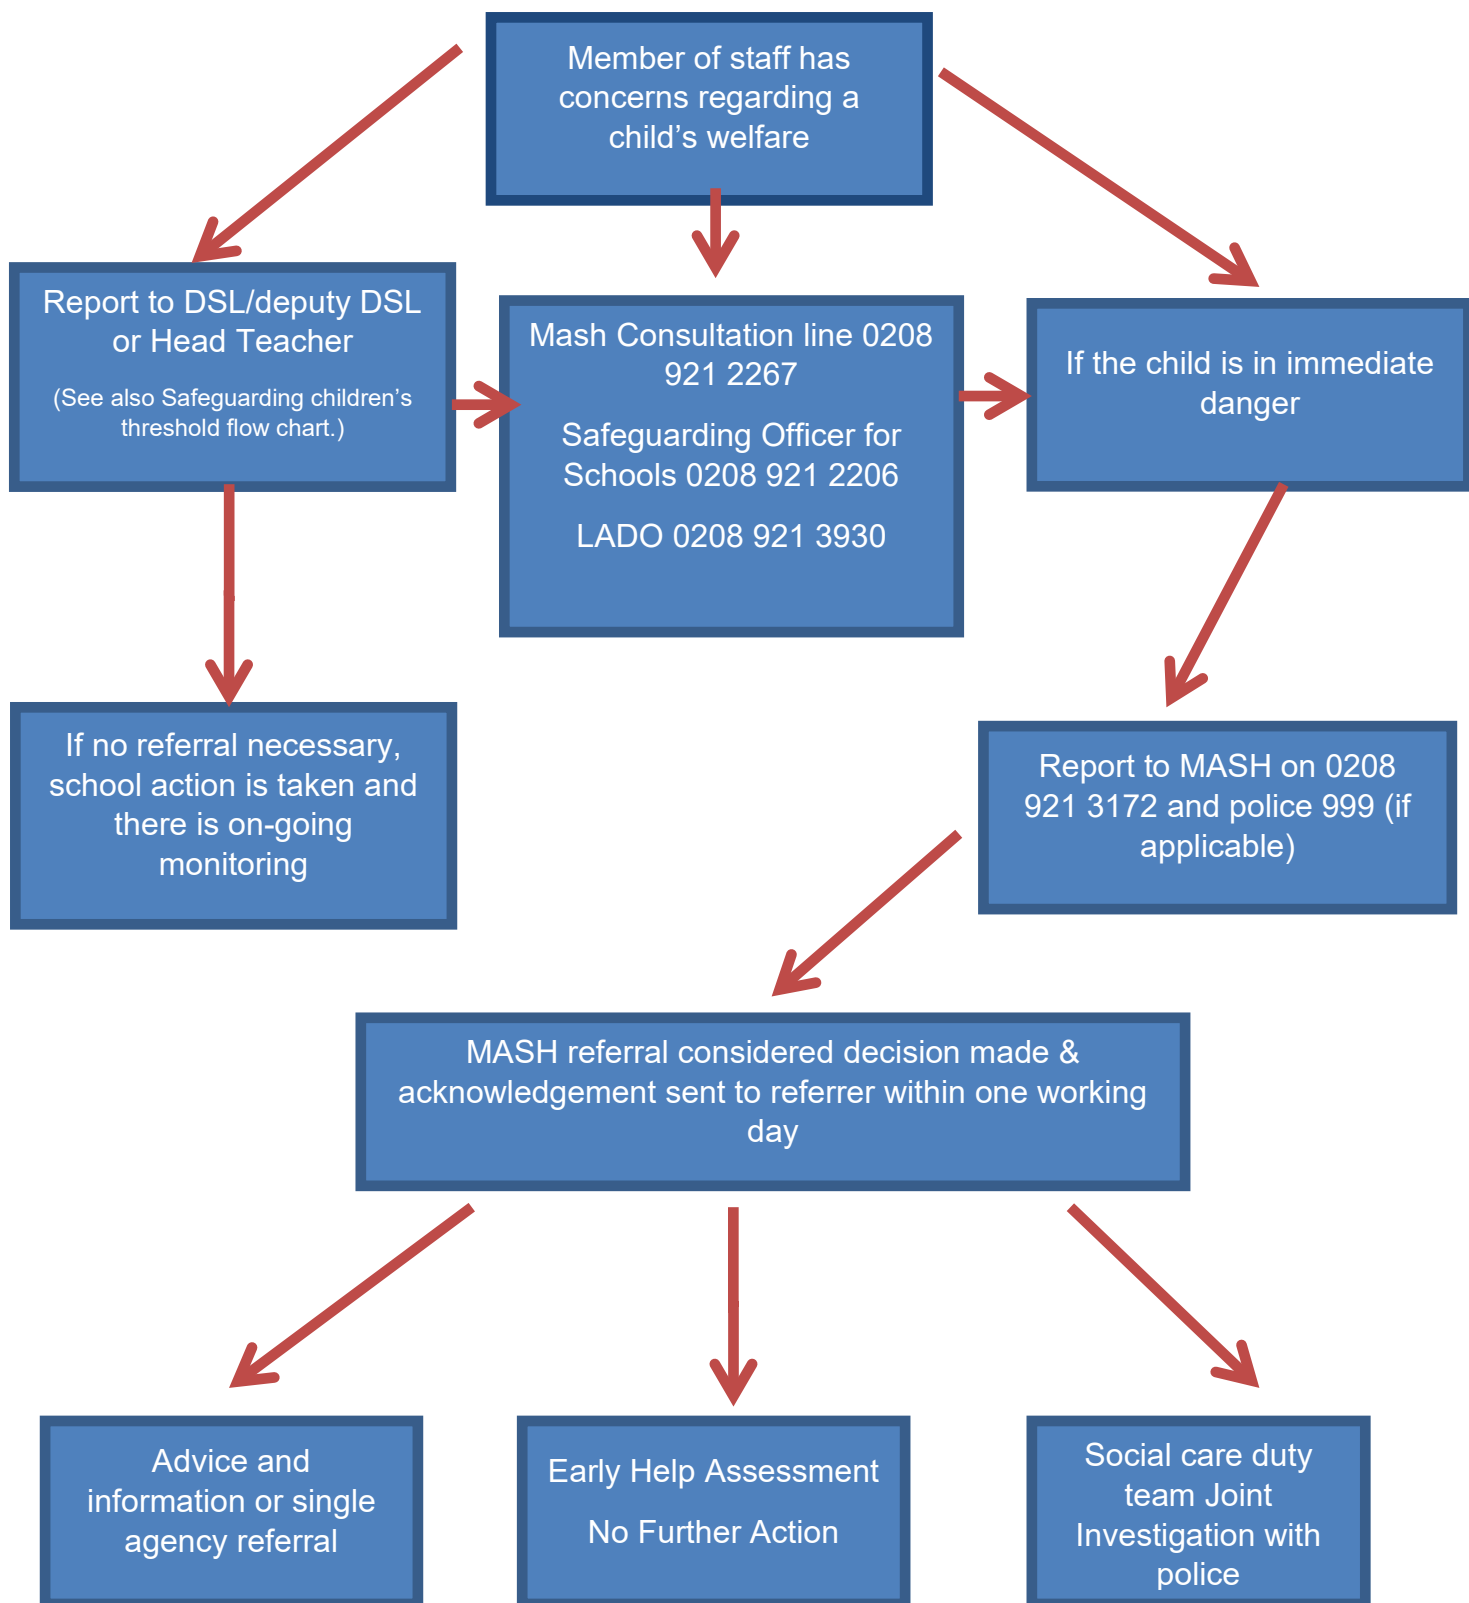 Member of staff has
concerns regarding a
child’s welfare
Report to DSL/deputy DSL
or Head Teacher
(See also Safeguarding children’s
threshold flow chart.)
Mash Consultation line 0208
921 2267
Safeguarding Officer for
Schools 0208 921 2206
LADO 0208 921 3930
If the child is in immediate
danger
If no referral necessary,
school action is taken and
there is on-going
monitoring
Report to MASH on 0208
921 3172 and police 999 (if
applicable)
MASH referral considered decision made &
acknowledgement sent to referrer within one working
day
Advice and
information or single
agency referral
Early Help Assessment
No Further Action
Social care duty
team Joint
Investigation with
police